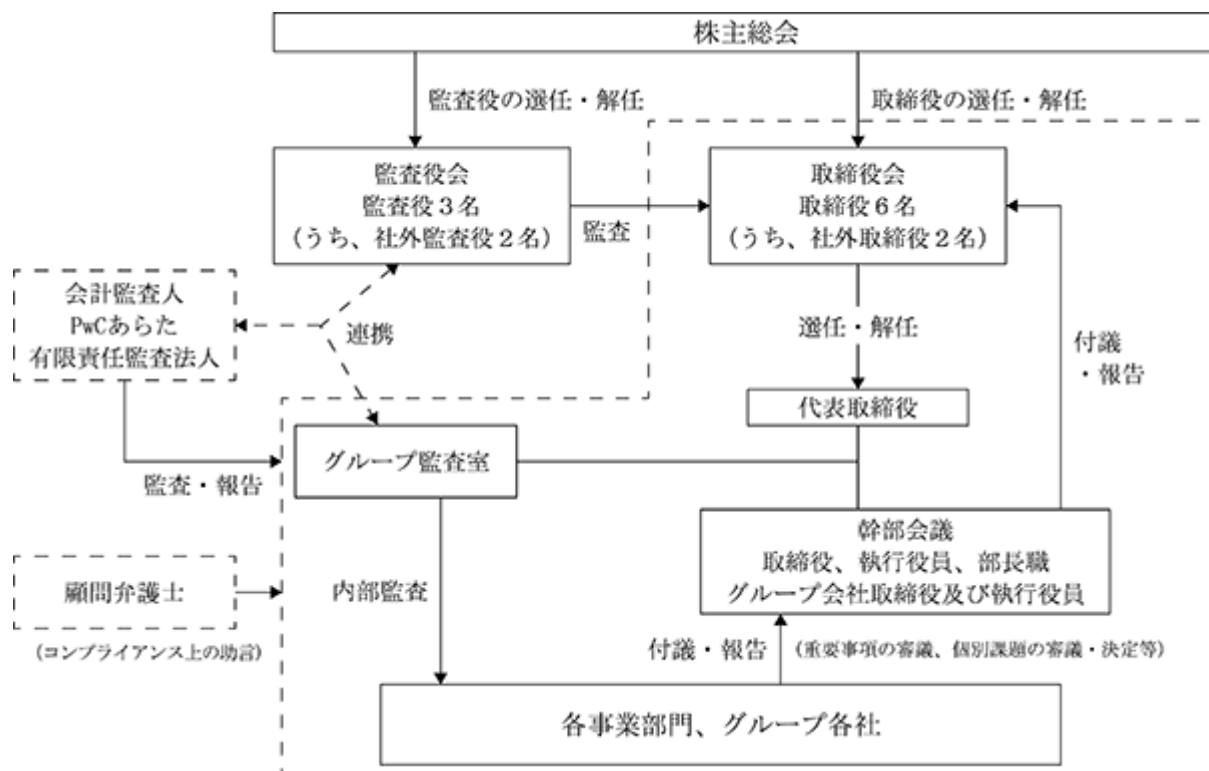 株主総会
監査役の選任・解任
取締役の選任・解任
監査役会
監査役３名
（うち、社外監査役２名）
監査
取締役会
取締役６名
（うち、社外取締役２名）
会計監査人
PwCあらた
有限責任監査法人
連携
選任・解任
付議
・報告
代表取締役
グループ監査室
監査・報告
幹部会議
取締役、執行役員、部長職
グループ会社取締役及び執行役員
顧問弁護士
（コンプライアンス上の助言）
内部監査
付議・報告
（重要事項の審議、個別課題の審議・決定等）
各事業部門、グループ各社